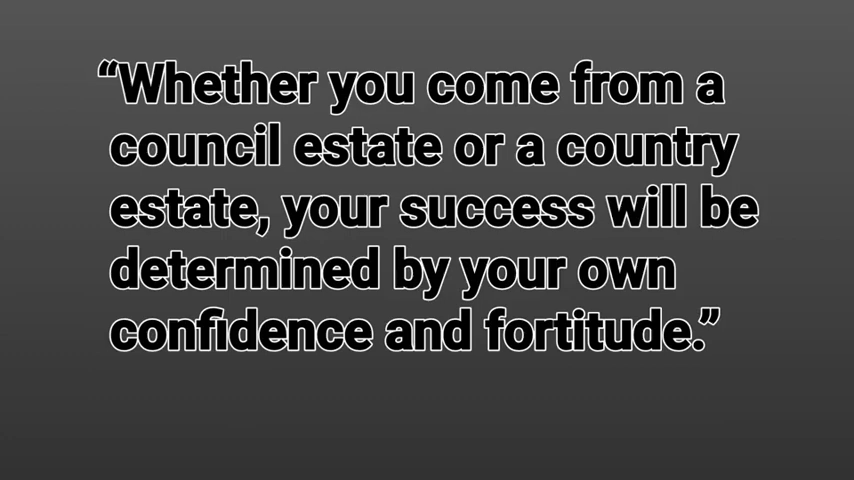 “Whether you come from a
council estate or a country
estate, your success will be
determined by your own
confidence and fortitude.”